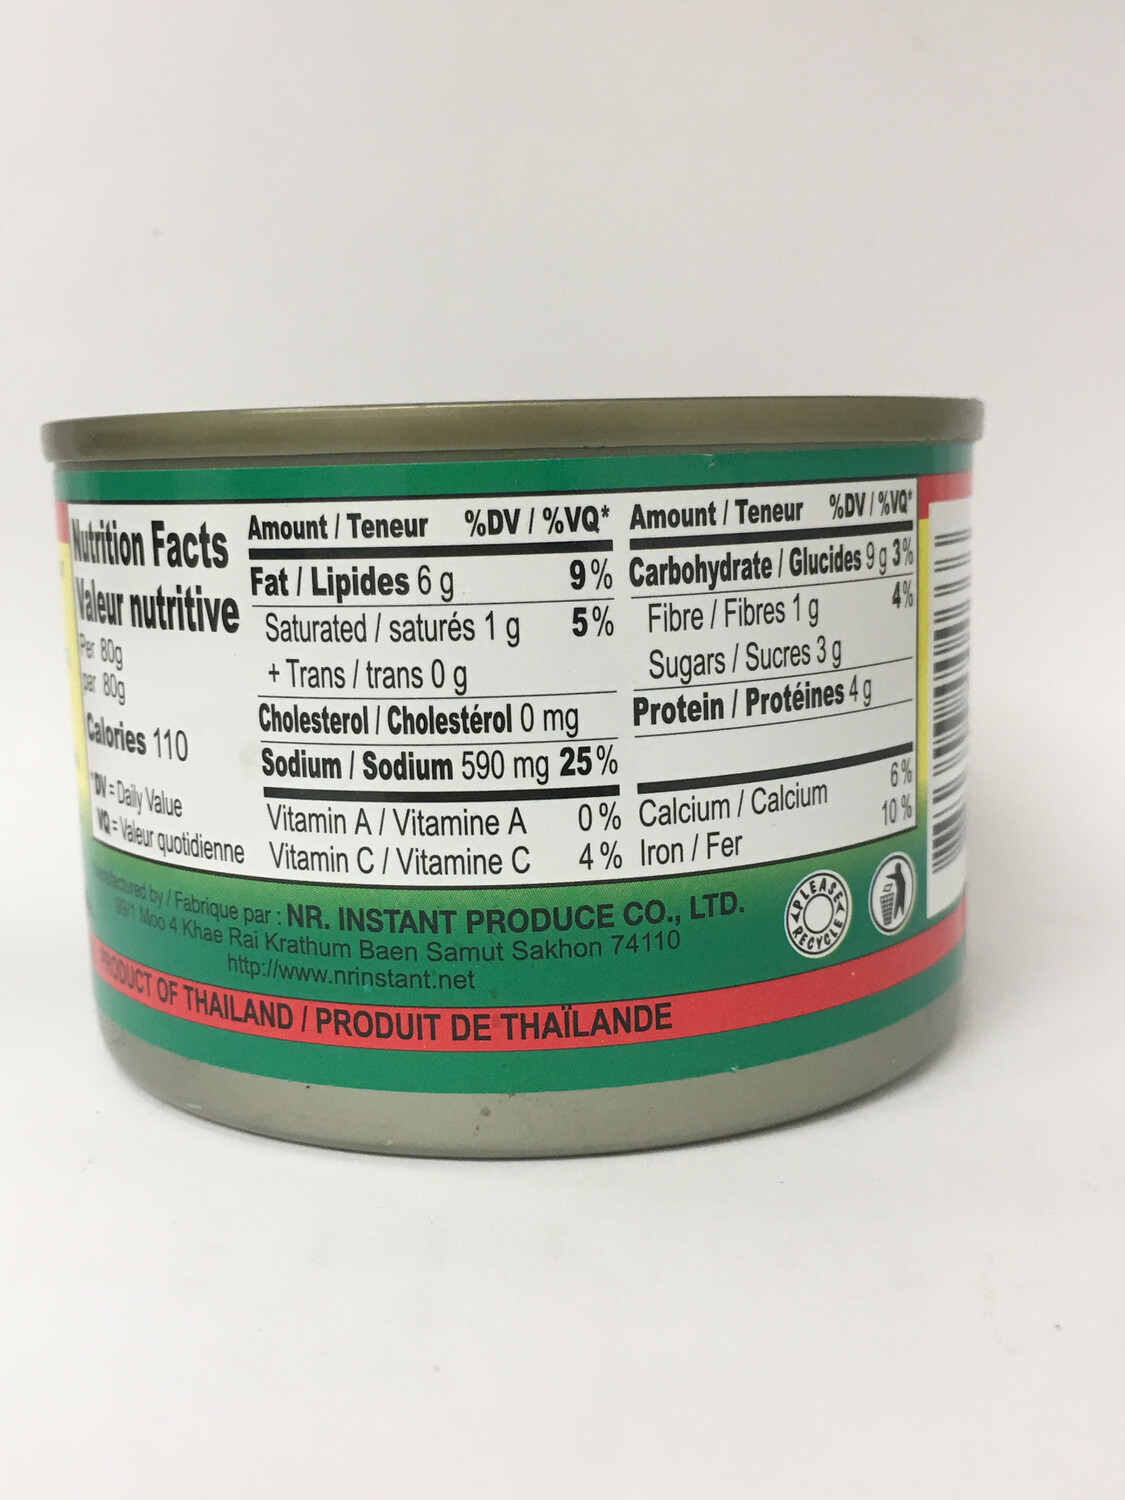 Nutrition Facts
Valeur nutritive
Per 80g
par 80g
Calories 110
*DV = Daily Value
VQ = Valeur quotidienne
Amount / Teneur %DV / %VQ*
Fat / Lipides 6 g 9%
Saturated / saturés 1 g 5%
+ Trans / trans 0 g
Cholesterol / Cholestérol 0 mg
Sodium / Sodium 590 mg 25%
Vitamin A / Vitamine A 0%
Vitamin C / Vitamine C 4%
Amount / Teneur %DV / %VQ*
Carbohydrate / Glucides 9 g 3%
Fibre / Fibres 1 g 4%
Sugars / Sucres 3 g
Protein / Protéines 4 g
Calcium / Calcium 6%
Iron / Fer 10%
Manufactured by / Fabrique par : NR. INSTANT PRODUCE CO., LTD.
99/1 Moo 4 Khae Rai Krathum Baen Samut Sakhon 74110
http://www.nrinstant.net
PLEASE RECYCLE
PRODUCT OF THAILAND / PRODUIT DE THAÏLANDE